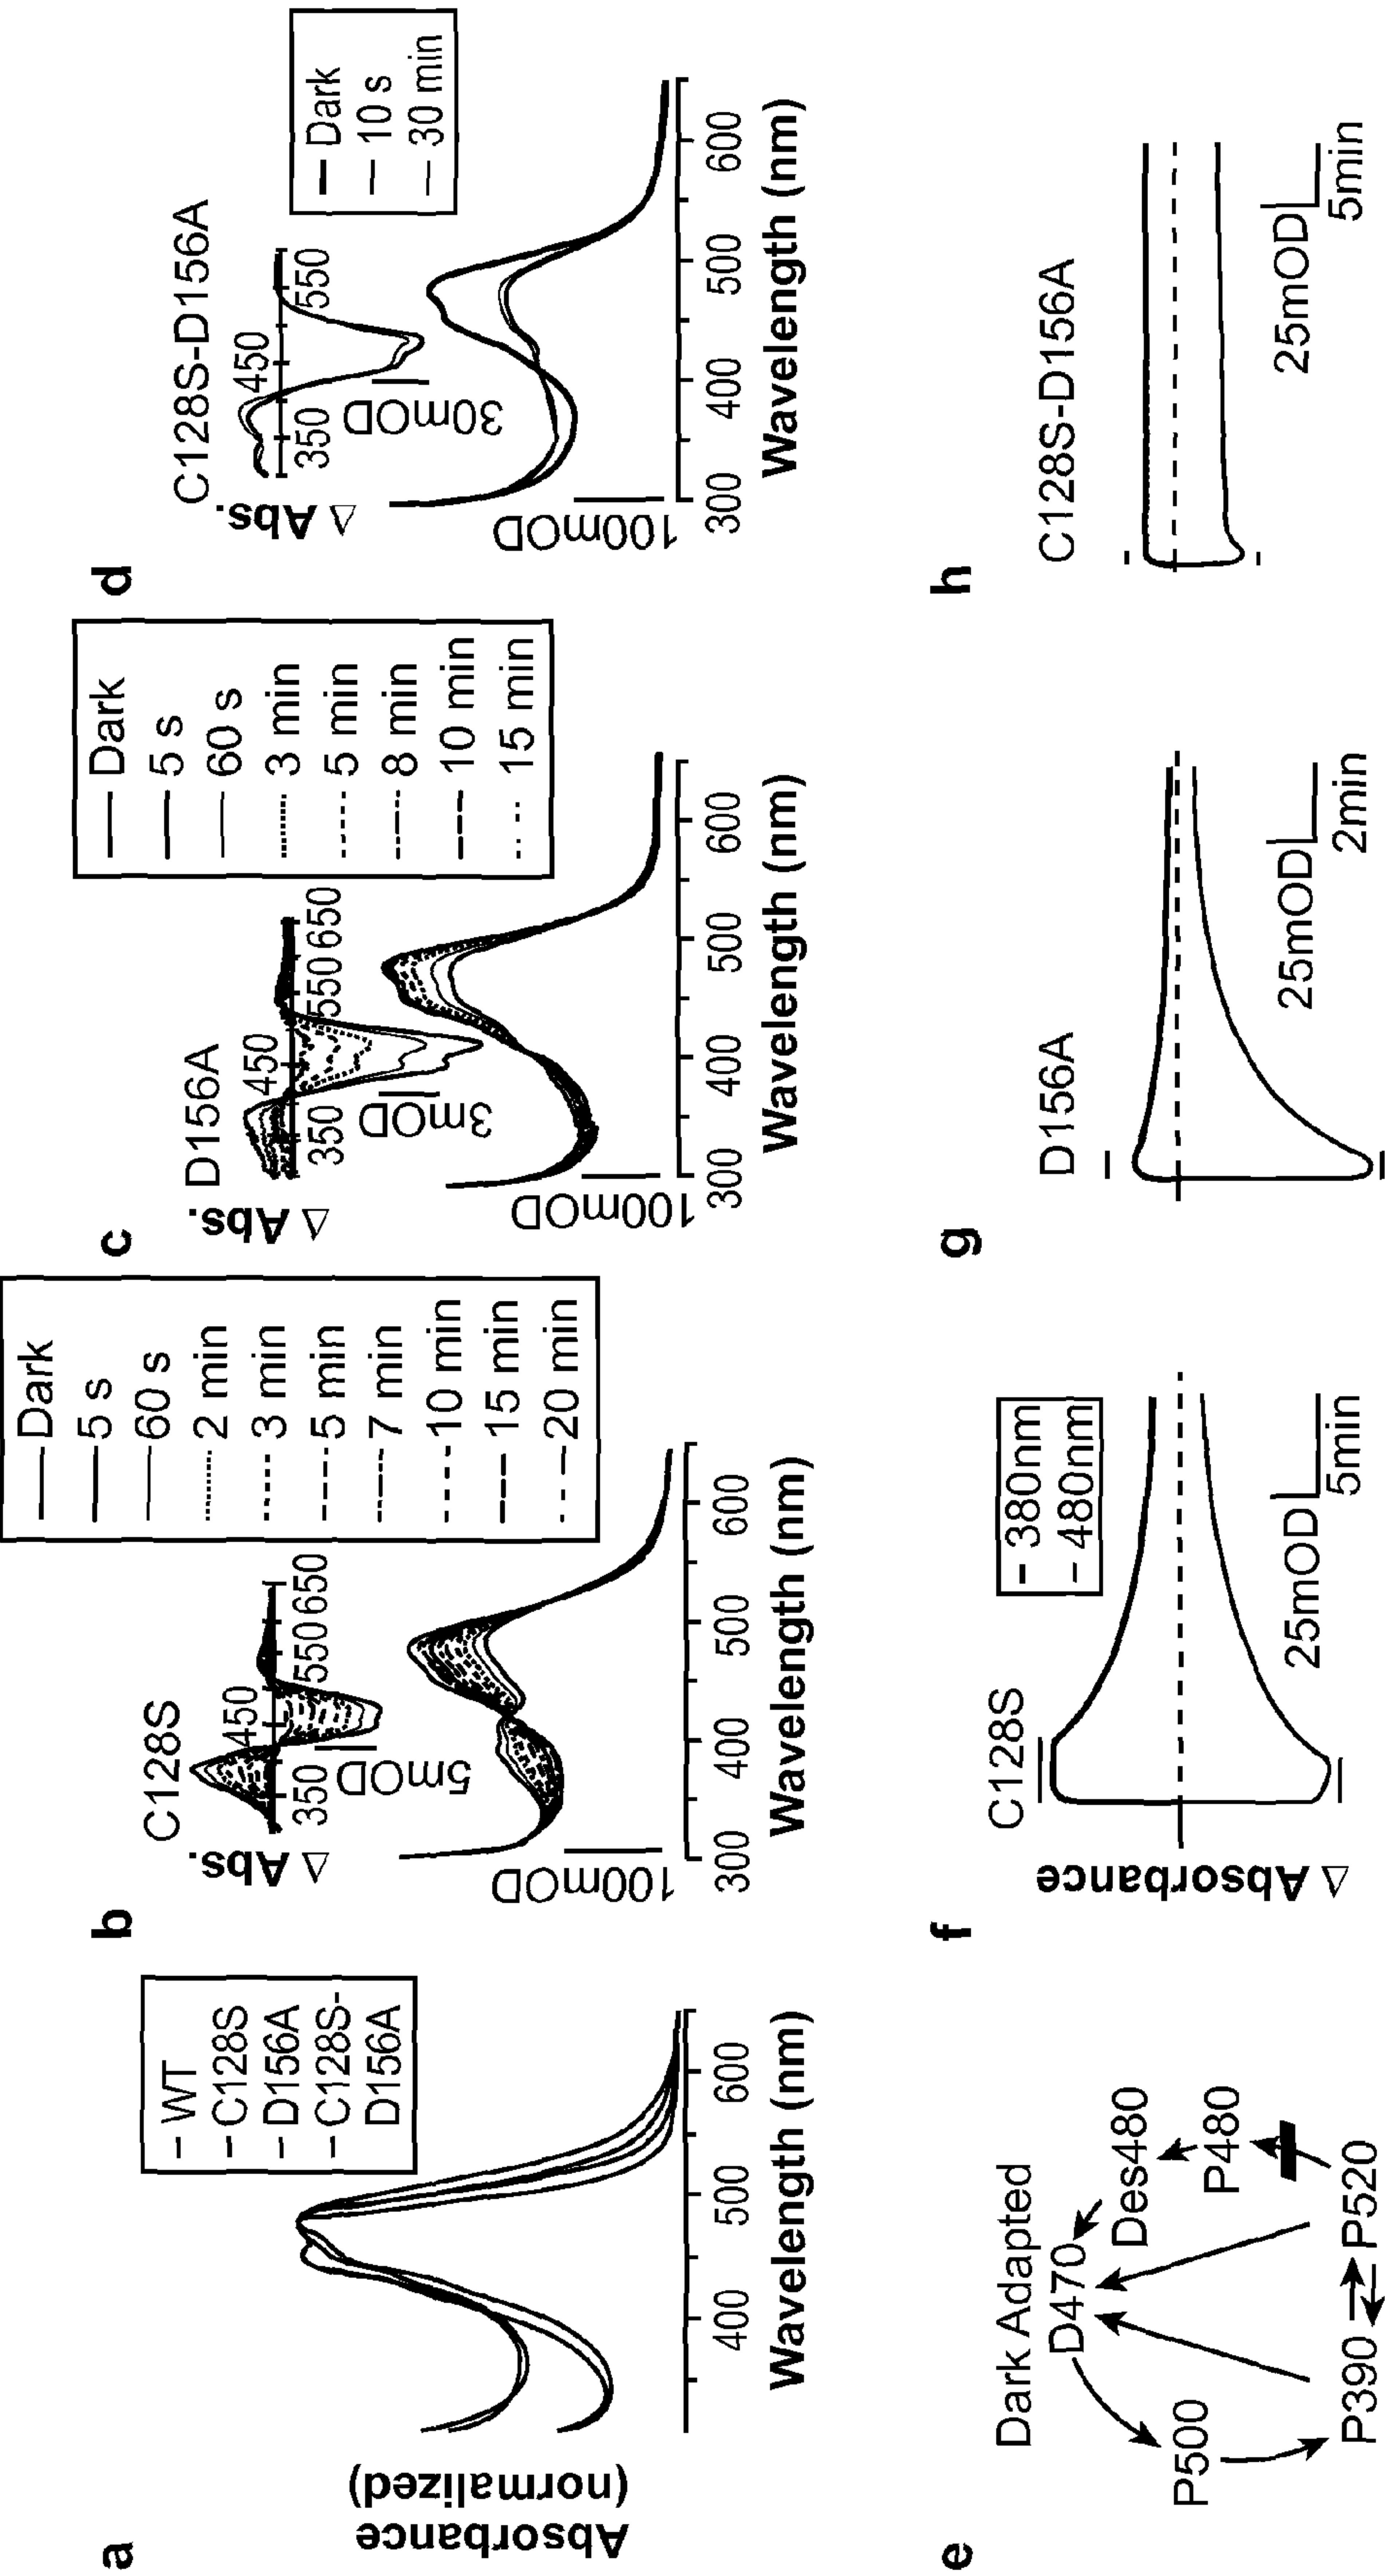 a
Absorbance
(normalized)
– WT
– C128S
– D156A
– C128S-
D156A
400
500
600
Wavelength (nm)
b
C128S
Δ Abs.
350
450
550
650
5mOD
100mOD
300
400
500
600
Wavelength (nm)
Dark
5 s
60 s
2 min
3 min
5 min
7 min
10 min
15 min
20 min
c
D156A
Δ Abs.
350
450
550
650
3mOD
100mOD
300
400
500
600
Wavelength (nm)
Dark
5 s
60 s
3 min
5 min
8 min
10 min
15 min
d
C128S-D156A
Δ Abs.
350
450
550
30mOD
100mOD
300
400
500
600
Wavelength (nm)
Dark
10 s
30 min
e
Dark Adapted
D470
P500
Des480
P480
P390
P520
f
C128S
Δ Absorbance
– 380nm
– 480nm
25mOD
5min
g
D156A
25mOD
2min
h
C128S-D156A
25mOD
5min